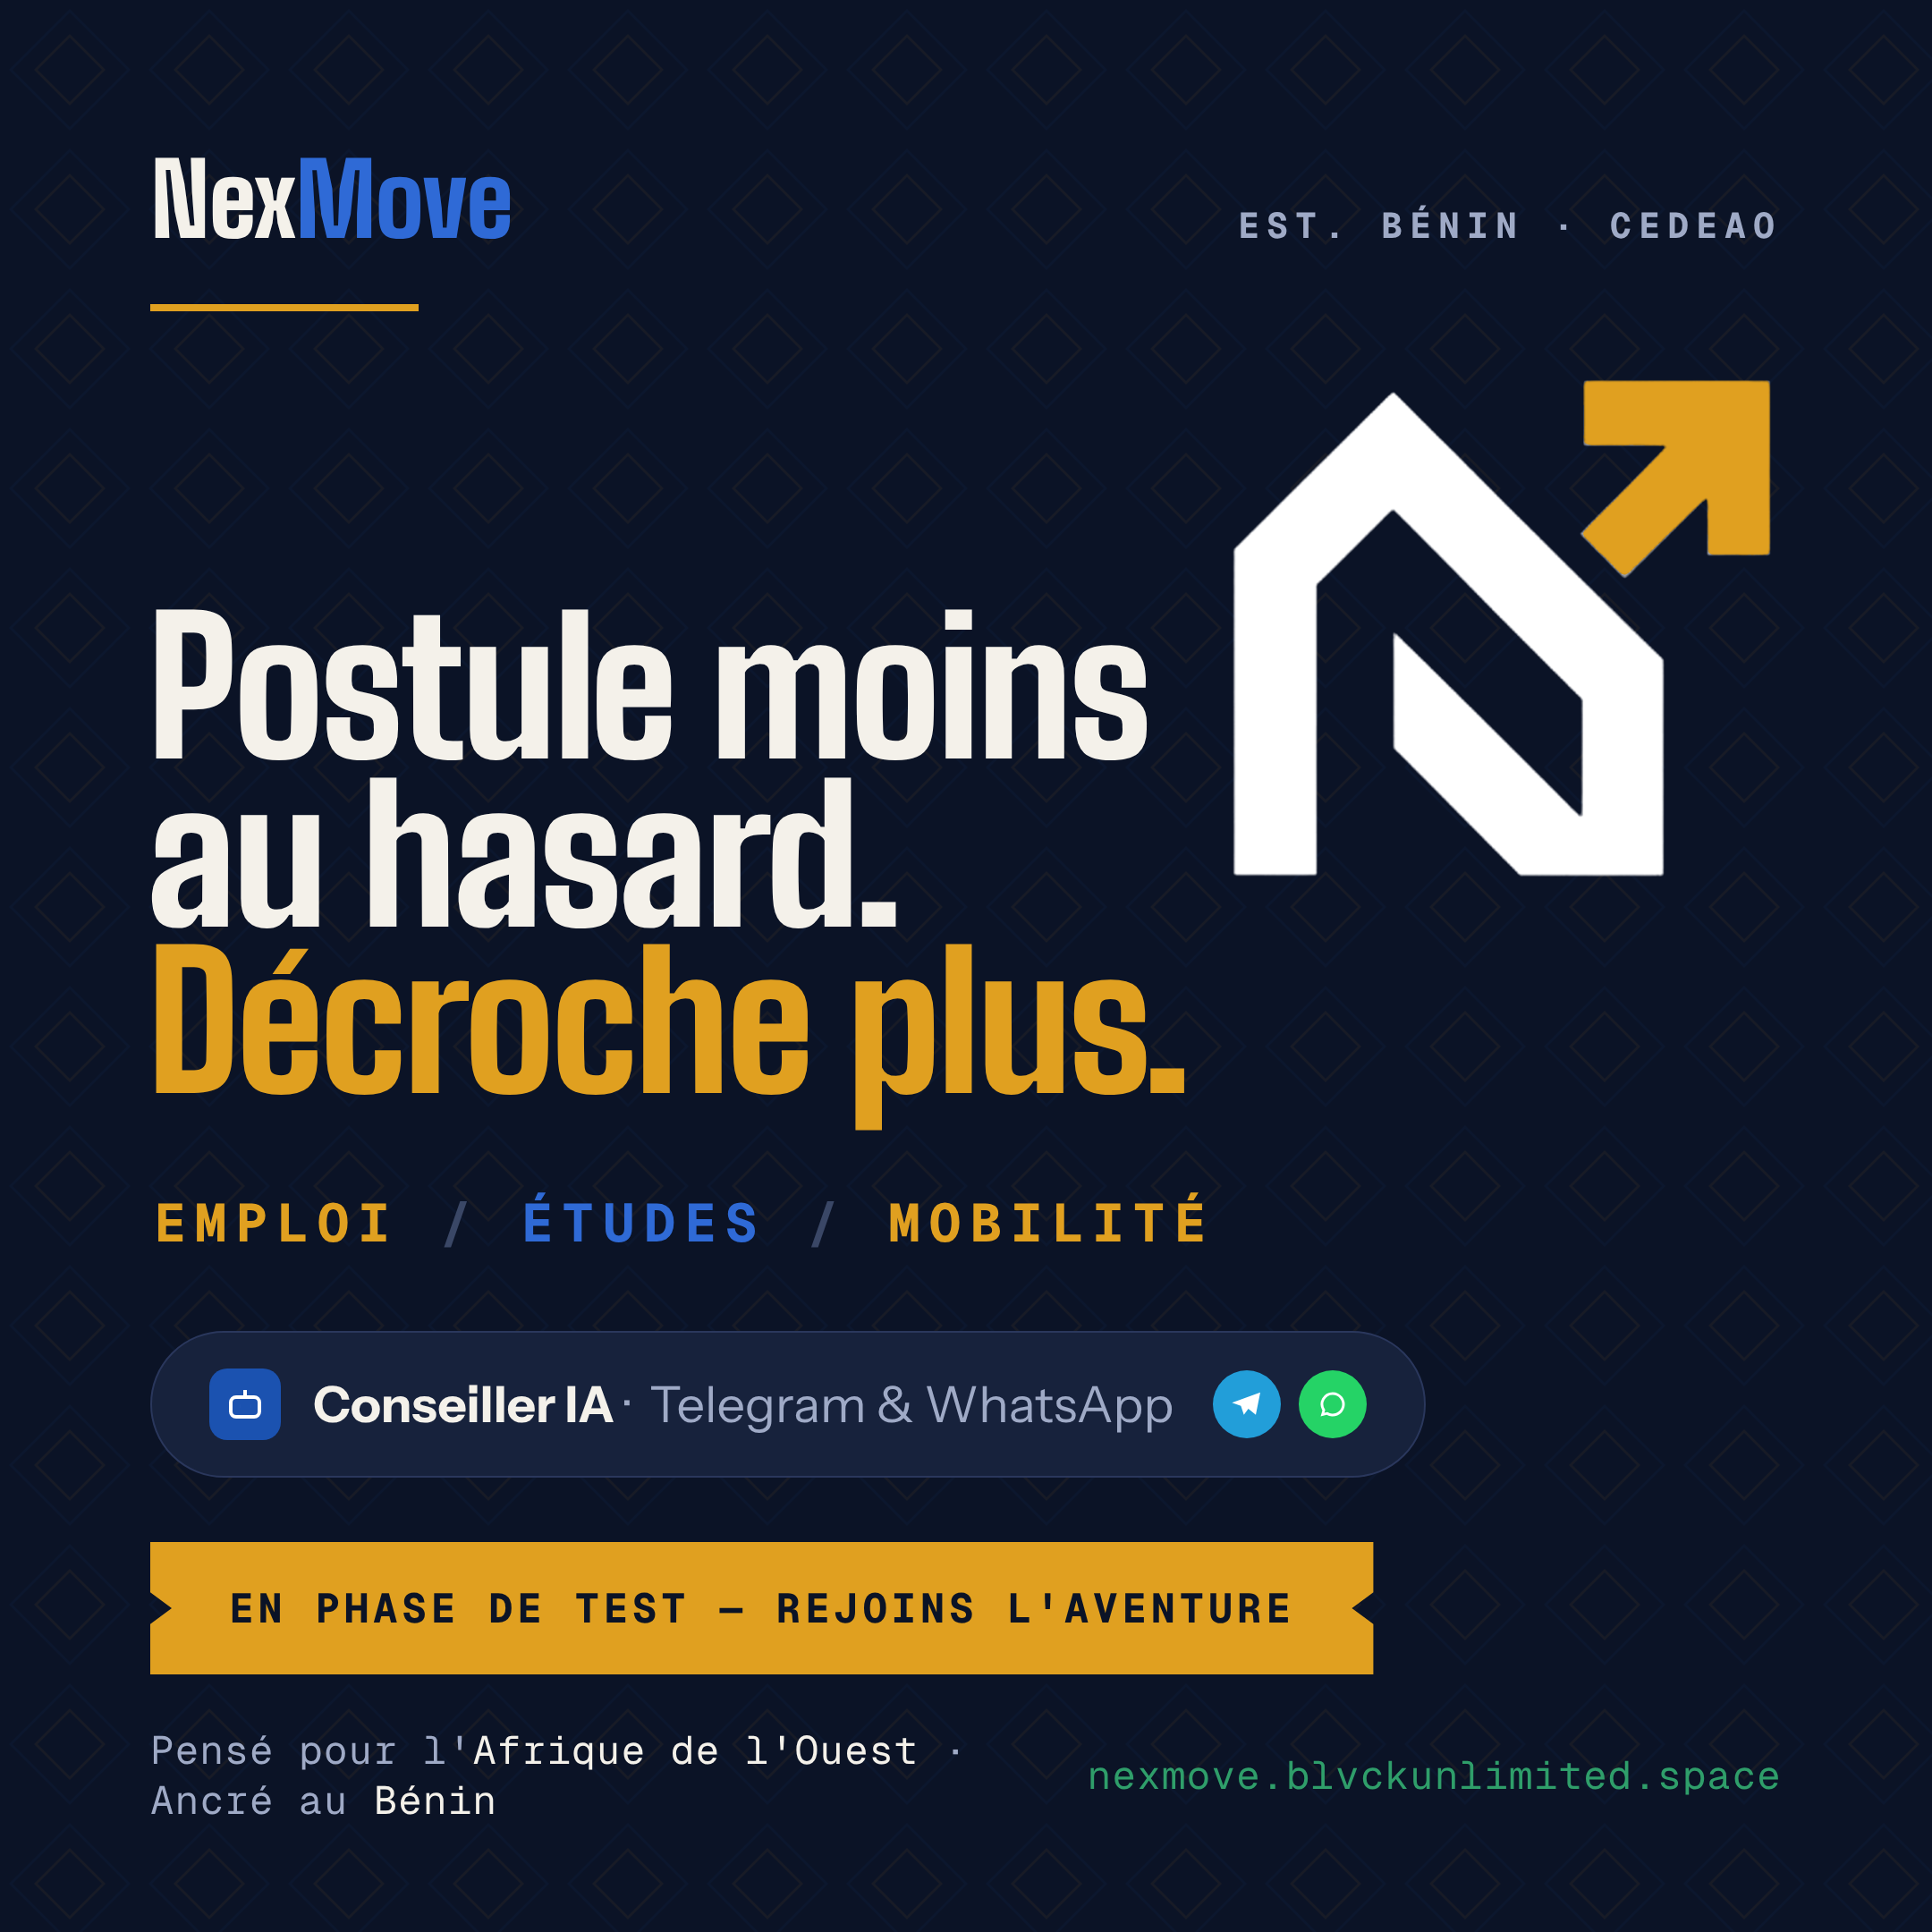 NexMove
EST. BÉNIN · CEDEAO
Postule moins
au hasard.
Décroche plus.
EMPLOI / ÉTUDES / MOBILITÉ
Conseiller IA · Telegram & WhatsApp
EN PHASE DE TEST — REJOINS L'AVENTURE
Pensé pour l'Afrique de l'Ouest ·
Ancré au Bénin
nexmove.blvckunlimited.space